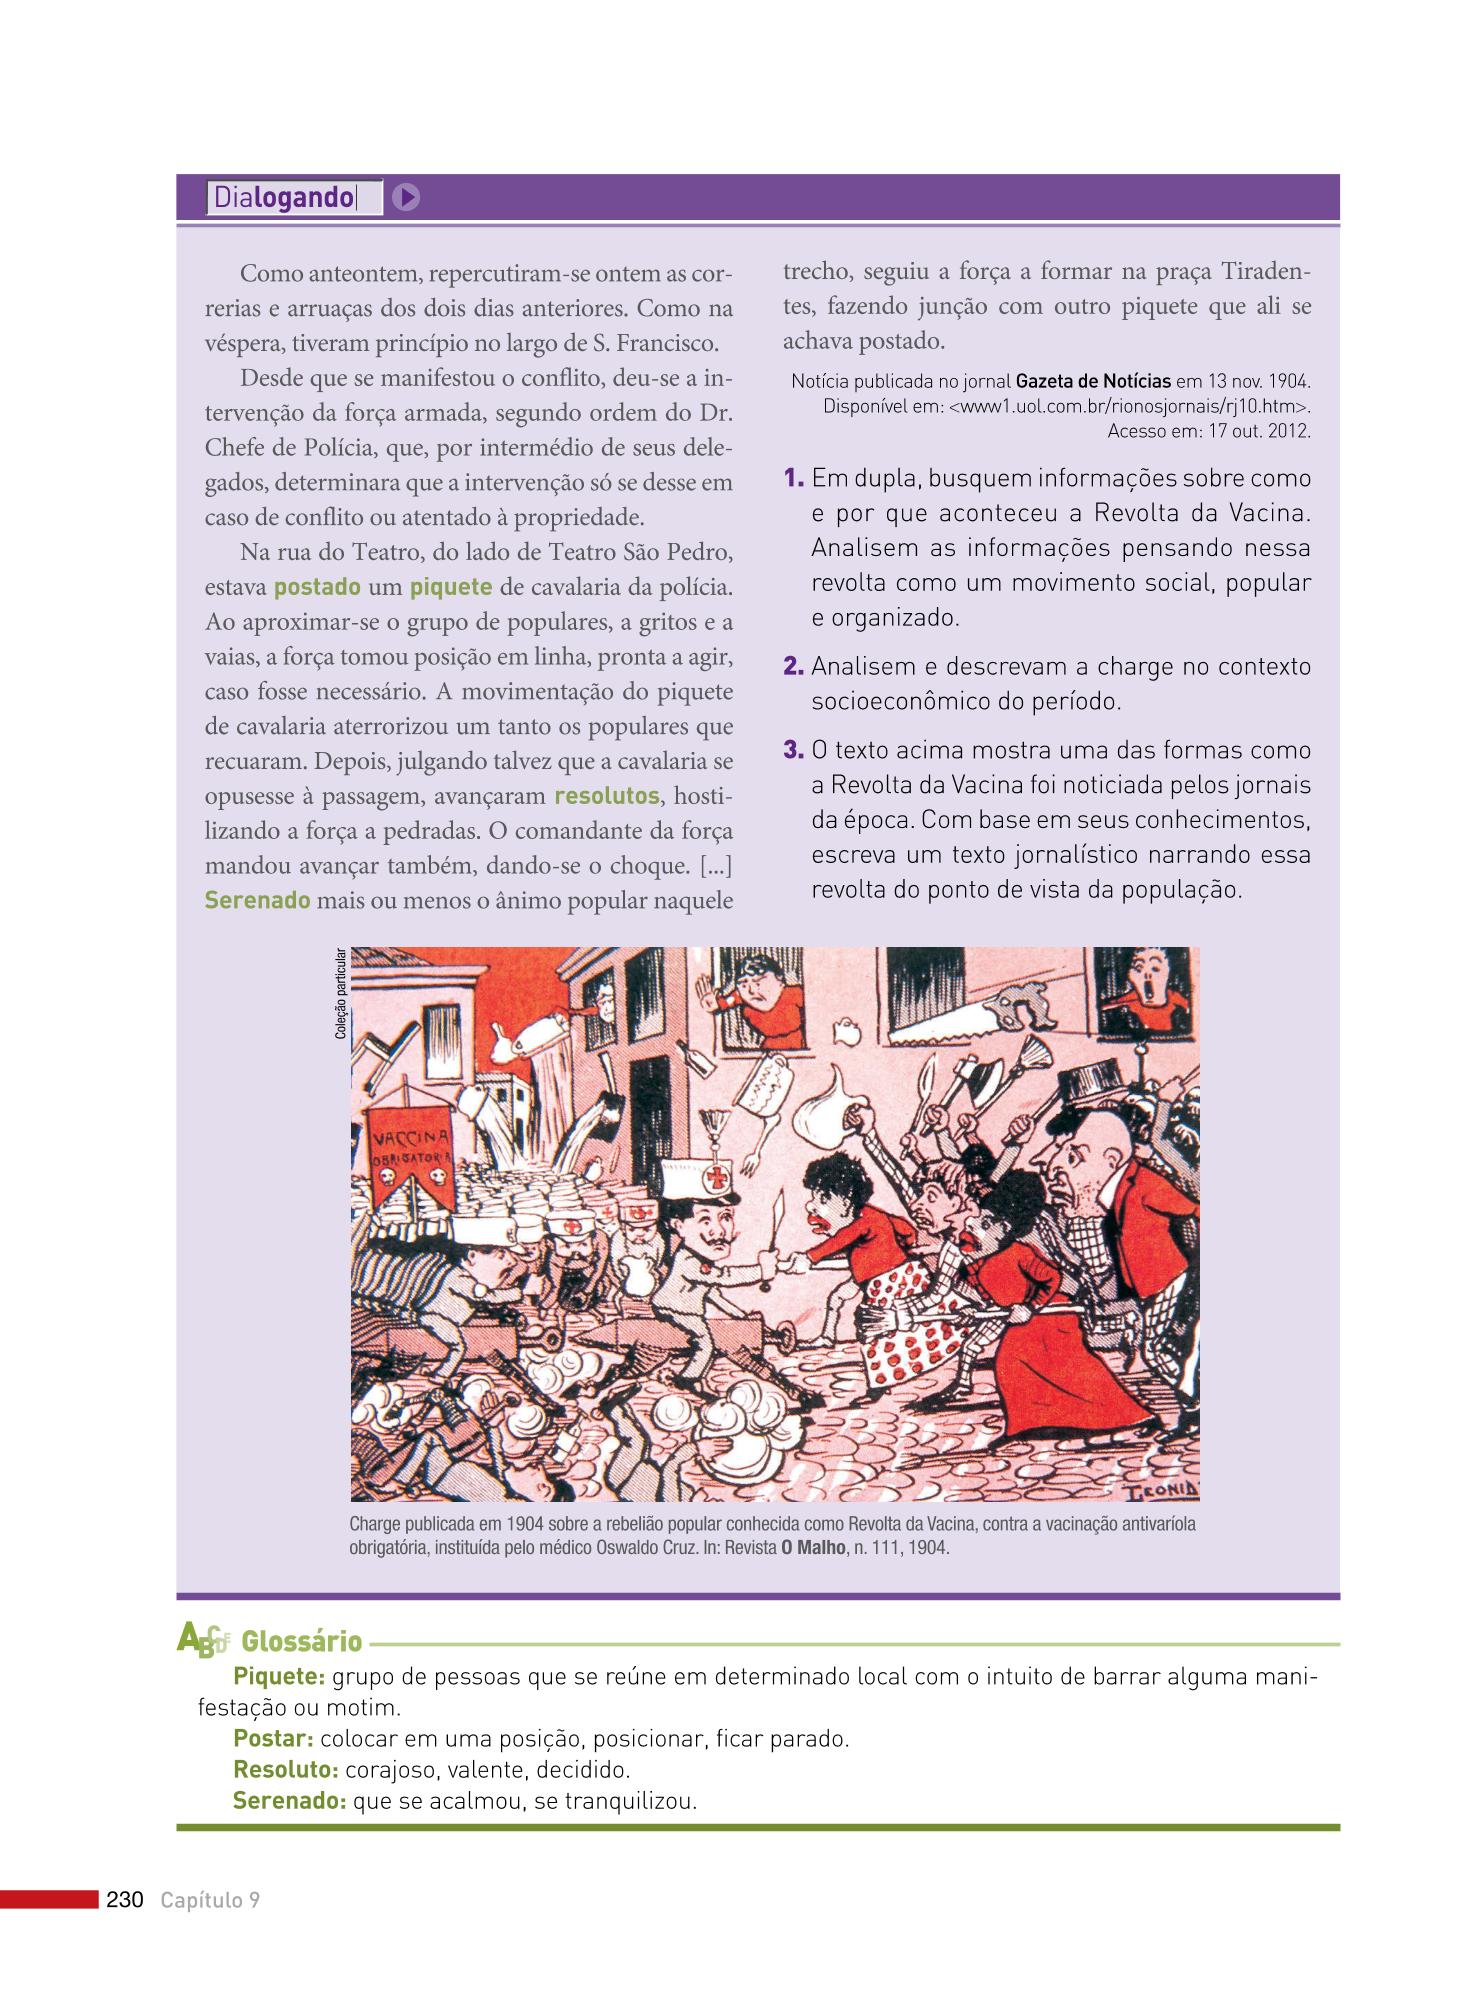 Dialogando
Como anteontem, repercutiram-se ontem as cor-
rerias e arruaças dos dois dias anteriores. Como na
véspera, tiveram princípio no largo de S. Francisco.
Desde que se manifestou o conflito, deu-se a in-
tervenção da força armada, segundo ordem do Dr.
Chefe de Polícia, que, por intermédio de seus dele-
gados, determinara que a intervenção só se desse em
caso de conflito ou atentado à propriedade.
Na rua do Teatro, do lado de Teatro São Pedro,
estava postado um piquete de cavalaria da polícia.
Ao aproximar-se o grupo de populares, a gritos e a
vaias, a força tomou posição em linha, pronta a agir,
caso fosse necessário. A movimentação do piquete
de cavalaria aterrorizou um tanto os populares que
recuaram. Depois, julgando talvez que a cavalaria se
opusesse à passagem, avançaram resolutos, hosti-
lizando a força a pedradas. O comandante da força
mandou avançar também, dando-se o choque. [...]
Serenado mais ou menos o ânimo popular naquele
trecho, seguiu a força a formar na praça Tiraden-
tes, fazendo junção com outro piquete que ali se
achava postado.
Notícia publicada no jornal Gazeta de Notícias em 13 nov. 1904.
Disponível em: <www1.uol.com.br/rionosjornais/rj10.htm>.
Acesso em: 17 out. 2012.
1. Em dupla, busquem informações sobre como
e por que aconteceu a Revolta da Vacina.
Analisem as informações pensando nessa
revolta como um movimento social, popular
e organizado.
2. Analisem e descrevam a charge no contexto
socioeconômico do período.
3. O texto acima mostra uma das formas como
a Revolta da Vacina foi noticiada pelos jornais
da época. Com base em seus conhecimentos,
escreva um texto jornalístico narrando essa
revolta do ponto de vista da população.
Coleção particular
VACCINA
OBRIGATORIA
LEONIDAS
Charge publicada em 1904 sobre a rebelião popular conhecida como Revolta da Vacina, contra a vacinação antivaríola
obrigatória, instituída pelo médico Oswaldo Cruz. In: Revista O Malho, n. 111, 1904.
ABCDE Glossário
Piquete: grupo de pessoas que se reúne em determinado local com o intuito de barrar alguma mani-
festação ou motim.
Postar: colocar em uma posição, posicionar, ficar parado.
Resoluto: corajoso, valente, decidido.
Serenado: que se acalmou, se tranquilizou.
230 Capítulo 9